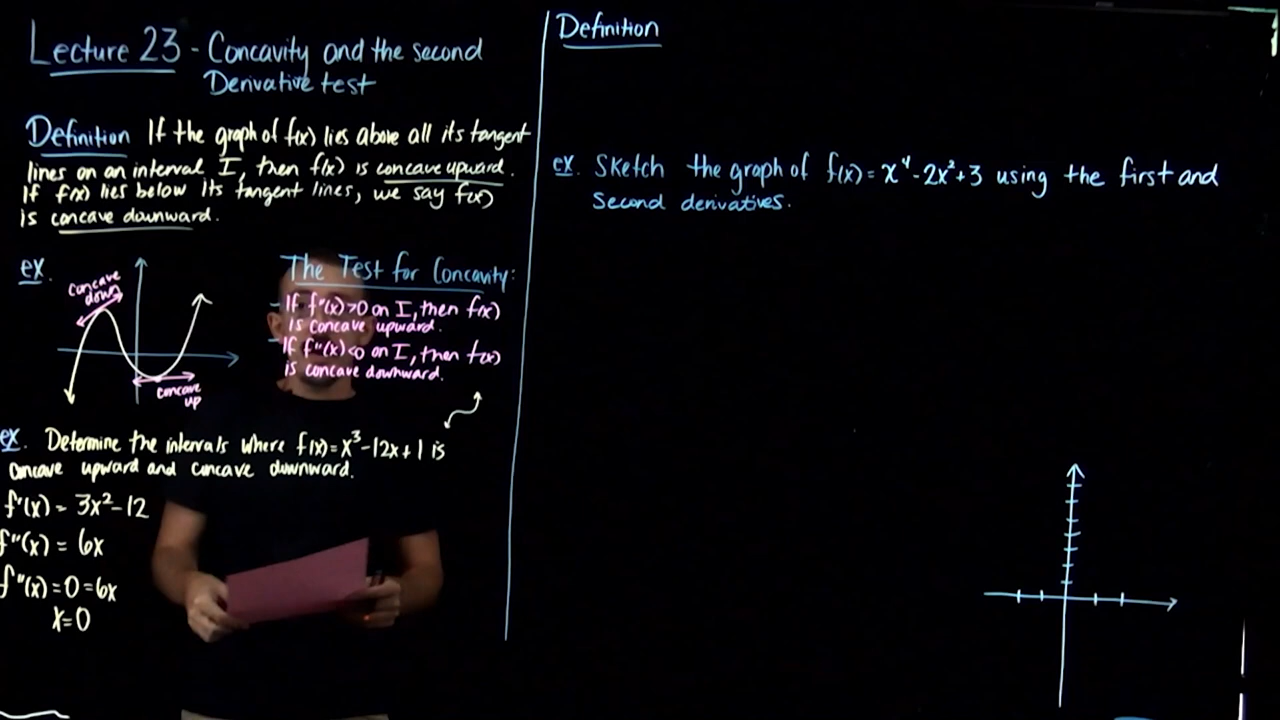 Lecture 23 - Concavity and the second
Derivative test
Definition If the graph of f(x) lies above all its tangent
lines on an interval I, then f(x) is concave upward.
If f(x) lies below its tangent lines, we say f(x)
is concave downward.
ex.
concave
down
concave
up
The Test for Concavity:
- If f''(x)>0 on I, then f(x)
is concave upward.
- If f''(x)<0 on I, then f(x)
is concave downward.
ex. Determine the intervals where f(x)=x³-12x+1 is
concave upward and concave downward.
f'(x) = 3x²-12
f''(x) = 6x
f''(x)=0=6x
x=0
Definition
ex. Sketch the graph of f(x)=x⁴-2x²+3 using the first and
second derivatives.